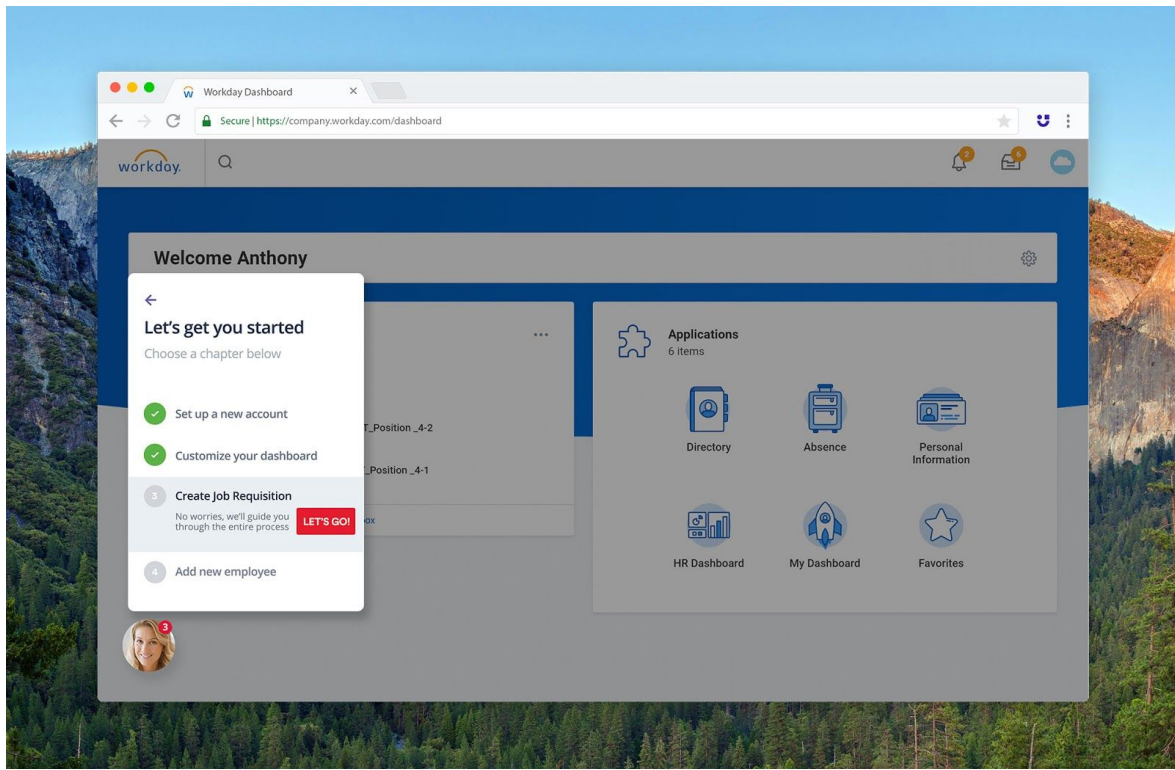 Workday Dashboard
Secure | https://company.workday.com/dashboard
workday.
2
6
Welcome Anthony
Let's get you started
Choose a chapter below
Set up a new account
Customize your dashboard
3
Create Job Requisition
No worries, we'll guide you
through the entire process
LET'S GO!
4
Add new employee
3
T_Position _4-2
_Position _4-1
ox
Applications
6 items
Directory
Absence
Personal
Information
HR Dashboard
My Dashboard
Favorites